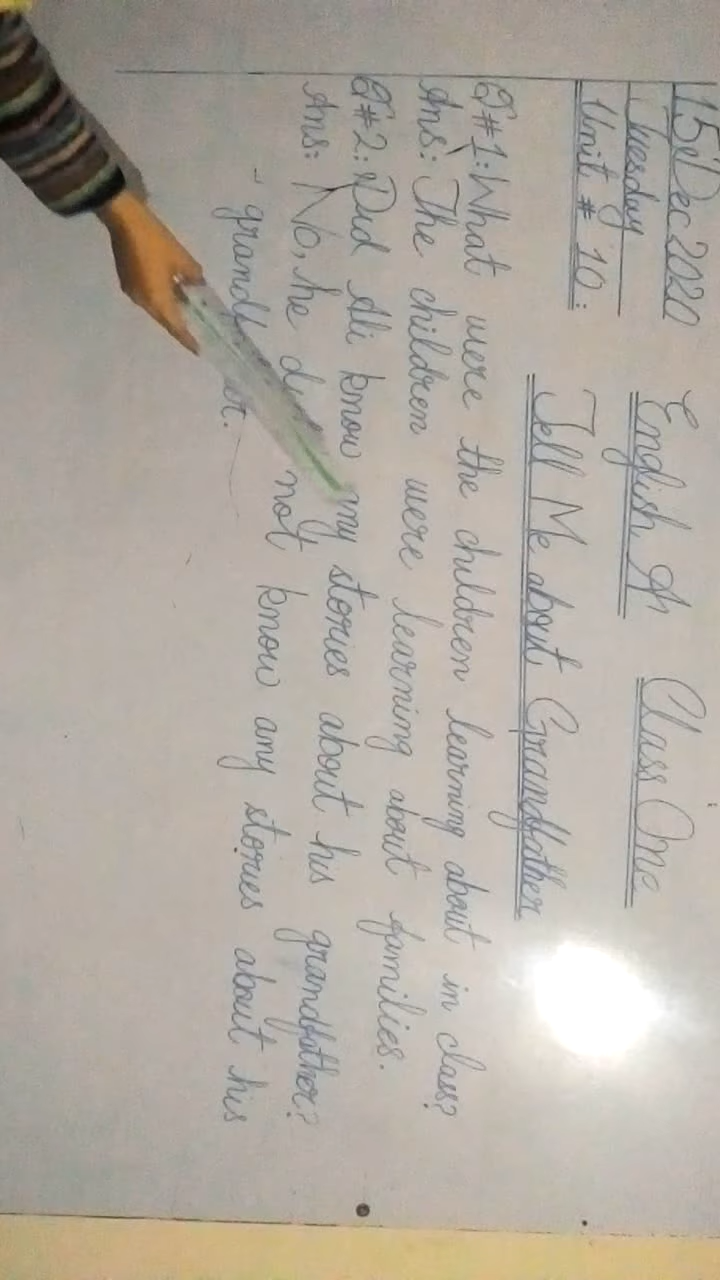 15 Dec 2020 English A Class One
Tuesday
Unit # 10: Tell Me about Grandfather
Q#1: What were the children learning about in class?
Ans: The children were learning about families.
Q#2: Did Ali know any stories about his grandfather?
Ans: No, he not know any stories about his